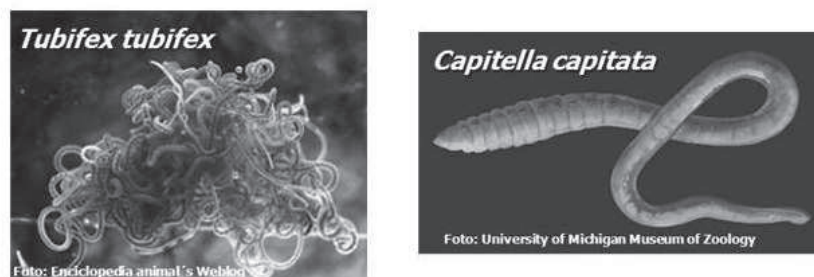 Tubifex tubifex
Foto: Enciclopedia animal´s Weblog
Capitella capitata
Foto: University of Michigan Museum of Zoology